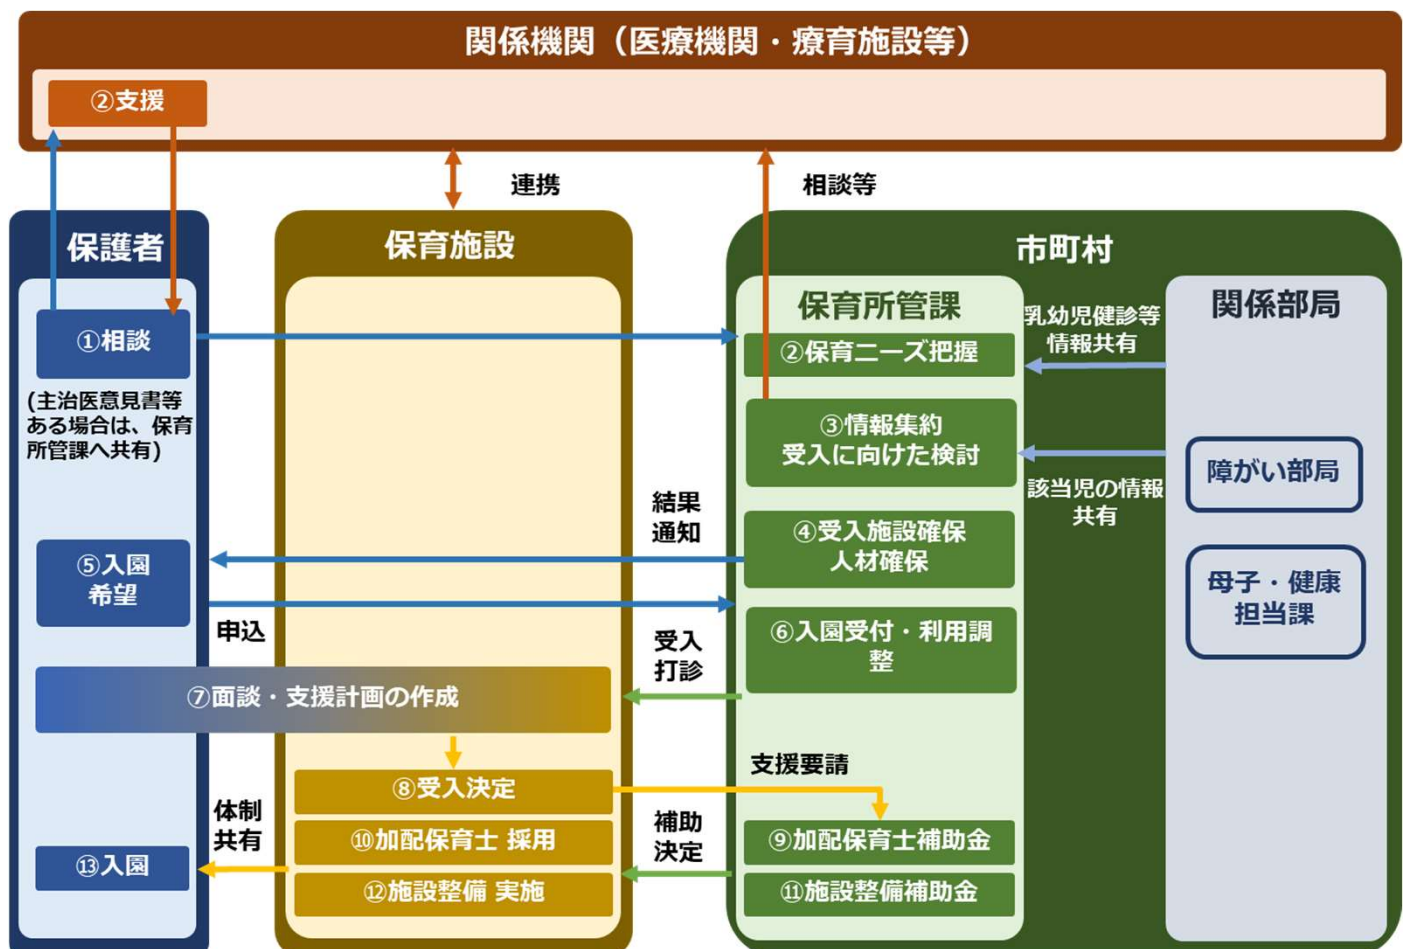 関係機関（医療機関・療育施設等）
②支援
連携
相談等
保護者
①相談
(主治医意見書等
ある場合は、保育
所管課へ共有)
⑤入園
希望
申込
⑦面談・支援計画の作成
体制
共有
⑬入園
保育施設
⑧受入決定
⑩加配保育士 採用
⑫施設整備 実施
結果
通知
受入
打診
支援要請
補助
決定
市町村
保育所管課
②保育ニーズ把握
③情報集約
受入に向けた検討
④受入施設確保
人材確保
⑥入園受付・利用調
整
⑨加配保育士補助金
⑪施設整備補助金
乳幼児健診等
情報共有
該当児の情報
共有
関係部局
障がい部局
母子・健康
担当課